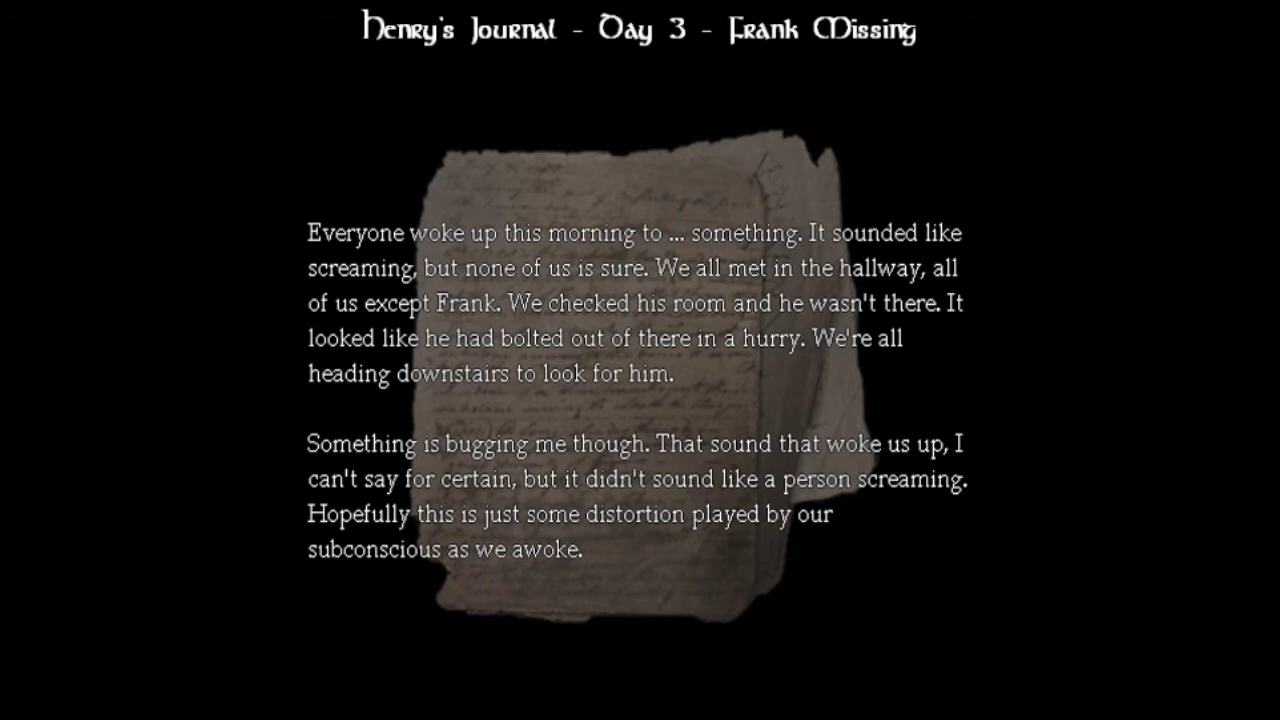 Henry's Journal - Day 3 - Frank Missing
Everyone woke up this morning to ... something. It sounded like
screaming, but none of us is sure. We all met in the hallway, all
of us except Frank. We checked his room and he wasn't there. It
looked like he had bolted out of there in a hurry. We're all
heading downstairs to look for him.
Something is bugging me though. That sound that woke us up, I
can't say for certain, but it didn't sound like a person screaming.
Hopefully this is just some distortion played by our
subconscious as we awoke.